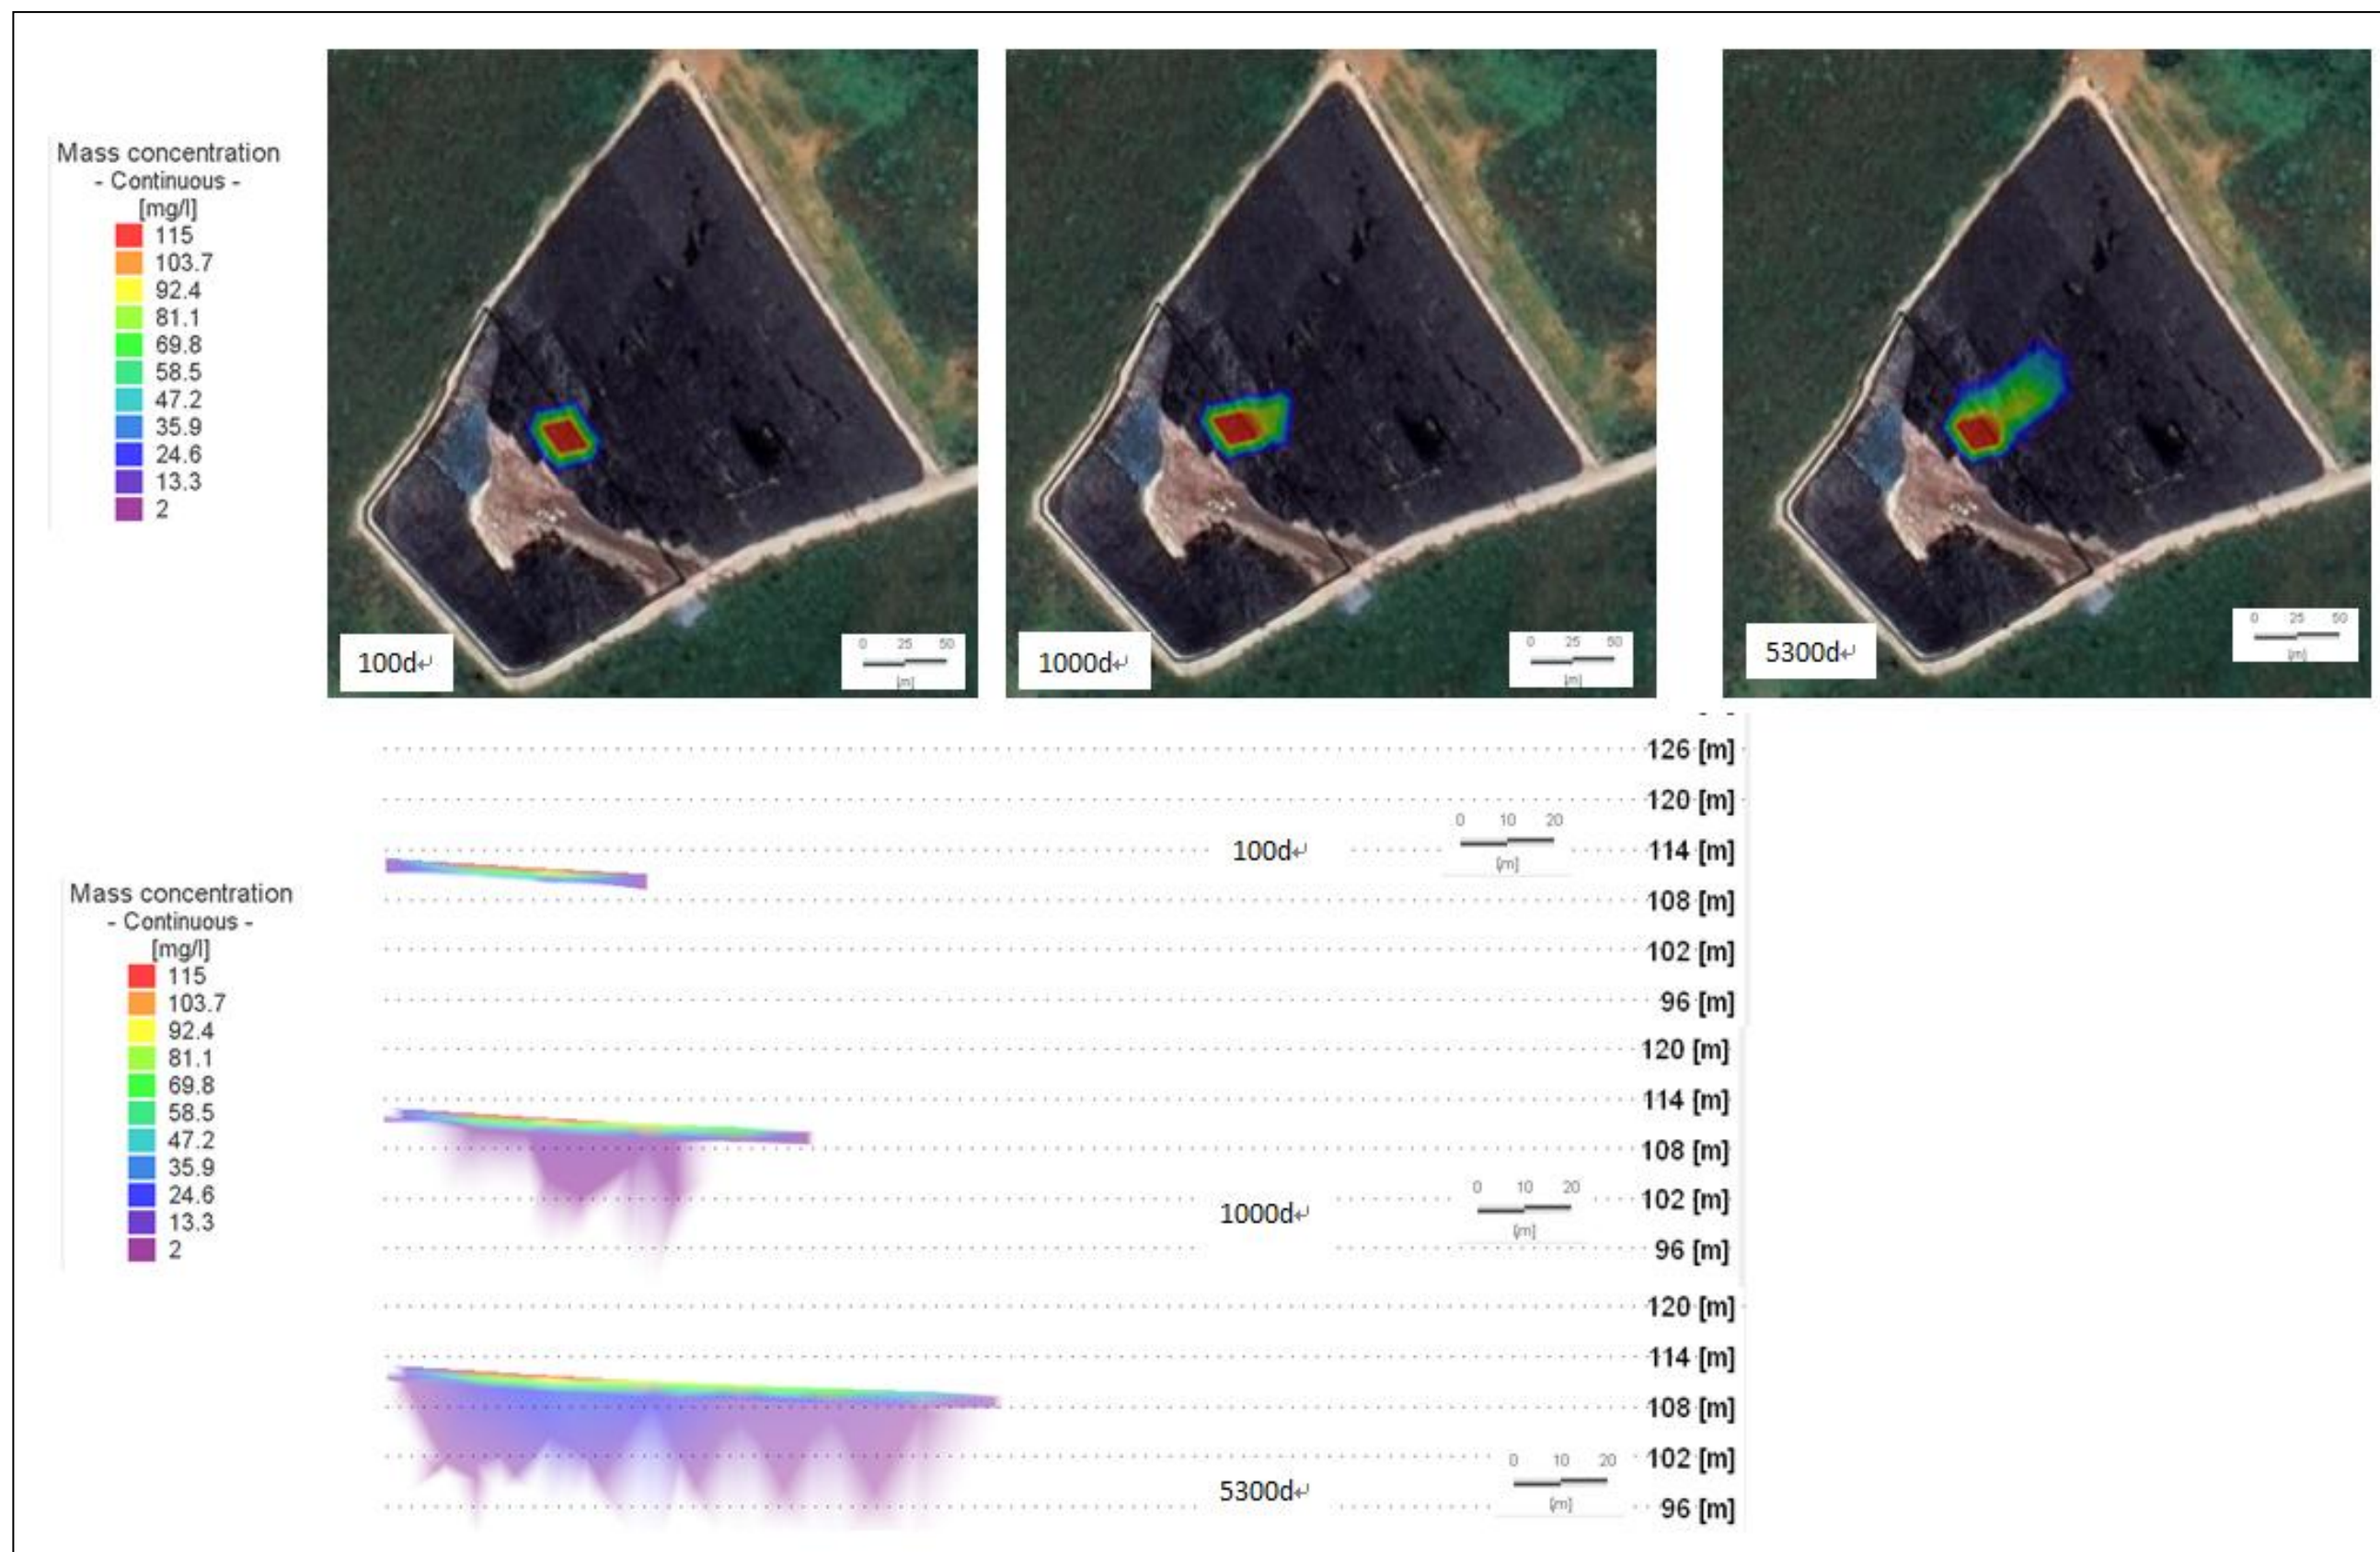 Mass concentration
- Continuous -
[mg/l]
115
103.7
92.4
81.1
69.8
58.5
47.2
35.9
24.6
13.3
2
100d↵
0 25 50
[m]
1000d↵
0 25 50
[m]
5300d↵
0 25 50
[m]
126 [m]
120 [m]
0 10 20
100d↵
114 [m]
[m]
108 [m]
102 [m]
96 [m]
Mass concentration
- Continuous -
[mg/l]
115
103.7
92.4
81.1
69.8
58.5
47.2
35.9
24.6
13.3
2
120 [m]
114 [m]
108 [m]
0 10 20
102 [m]
1000d↵
[m]
96 [m]
120 [m]
114 [m]
108 [m]
0 10 20
102 [m]
5300d↵
[m]
96 [m]